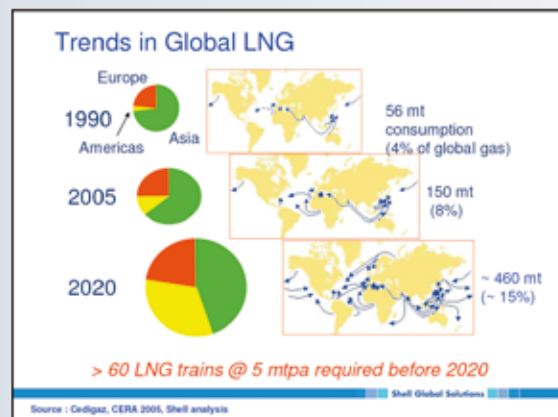 Trends in Global LNG
Europe
1990
Americas
Asia
56 mt
consumption
(4% of global gas)
2005
150 mt
(8%)
2020
~ 460 mt
(~ 15%)
> 60 LNG trains @ 5 mtpa required before 2020
Shell Global Solutions
Source : Cedigaz, CERA 2005, Shell analysis